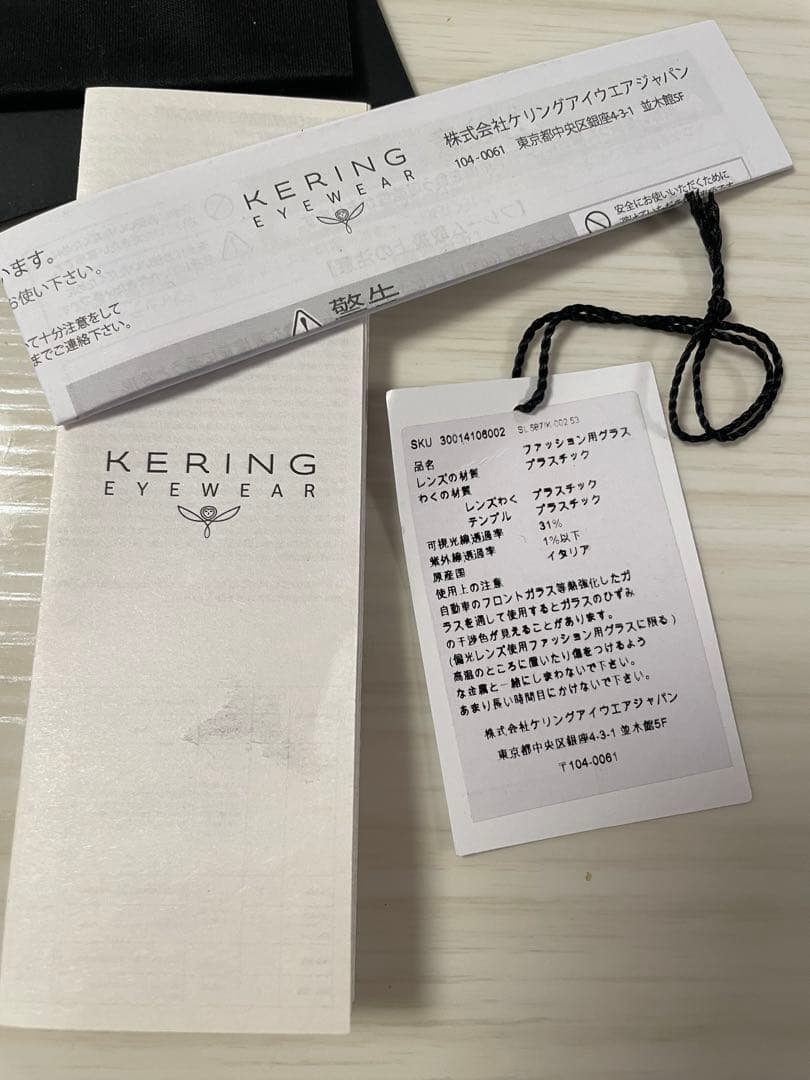 株式会社ケリングアイウエアジャパン
104-0061 東京都中央区銀座4-3-1 並木館5F
KERING
EYEWEAR
います。
お使い下さい。
て十分注意をして
までご連絡下さい。
安全にお使いいただくために
警告
KERING
EYEWEAR
SKU 30014106002 SL 587/K-002 53
品名 ファッション用グラス
レンズの材質 プラスチック
わくの材質
レンズわく プラスチック
テンプル プラスチック
可視光線透過率 31%
紫外線透過率 1%以下
原産国 イタリア
使用上の注意
自動車のフロントガラス等熱強化したガ
ラスを通して使用するとガラスのひずみ
の干渉色が見えることがあります。
(偏光レンズ使用ファッション用グラスに限る)
高温のところに置いたり傷をつけるよう
な金属と一緒にしまわないで下さい。
あまり長い時間目にかけないで下さい。
株式会社ケリングアイウエアジャパン
東京都中央区銀座4-3-1 並木館5F
〒104-0061